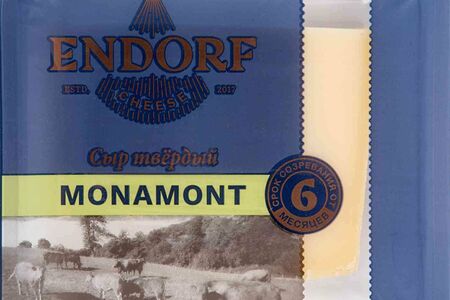 ENDORF
ESTD. 2017
CHEESE
Сыр твёрдый
MONAMONT
СРОК СОЗРЕВАНИЯ ОТ
6
МЕСЯЦЕВ